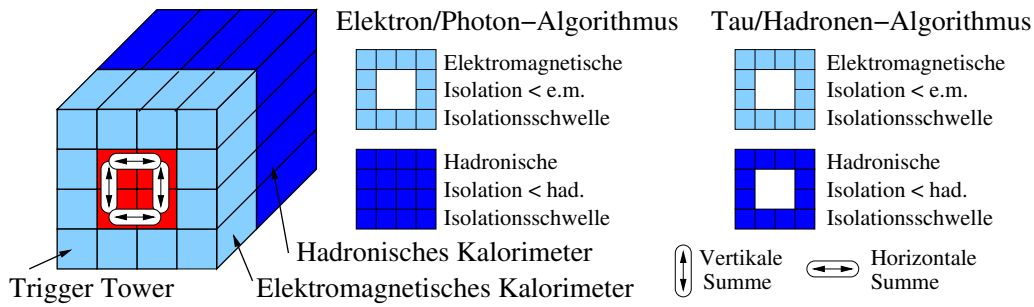 Elektron/Photon−Algorithmus
Elektromagnetische
Isolation < e.m.
Isolationsschwelle
Hadronische
Isolation < had.
Isolationsschwelle
Tau/Hadronen−Algorithmus
Elektromagnetische
Isolation < e.m.
Isolationsschwelle
Hadronische
Isolation < had.
Isolationsschwelle
Hadronisches Kalorimeter
Trigger Tower
Elektromagnetisches Kalorimeter
Vertikale
Summe
Horizontale
Summe